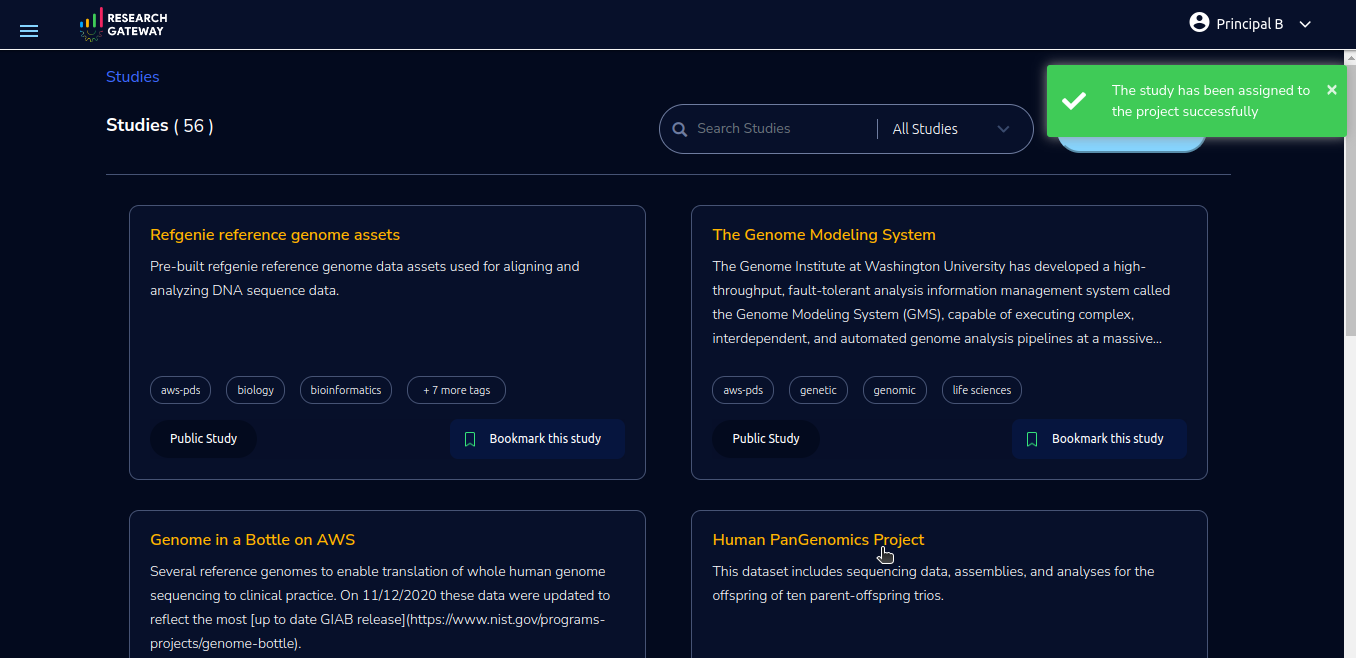 RESEARCH
GATEWAY
Principal B
Studies
The study has been assigned to
the project successfully
Studies ( 56 )
Search Studies
All Studies
Refgenie reference genome assets
Pre-built refgenie reference genome data assets used for aligning and
analyzing DNA sequence data.
aws-pds
biology
bioinformatics
+ 7 more tags
Public Study
Bookmark this study
The Genome Modeling System
The Genome Institute at Washington University has developed a high-
throughput, fault-tolerant analysis information management system called
the Genome Modeling System (GMS), capable of executing complex,
interdependent, and automated genome analysis pipelines at a massive...
aws-pds
genetic
genomic
life sciences
Public Study
Bookmark this study
Genome in a Bottle on AWS
Several reference genomes to enable translation of whole human genome
sequencing to clinical practice. On 11/12/2020 these data were updated to
reflect the most [up to date GIAB release](https://www.nist.gov/programs-
projects/genome-bottle).
Human PanGenomics Project
This dataset includes sequencing data, assemblies, and analyses for the
offspring of ten parent-offspring trios.